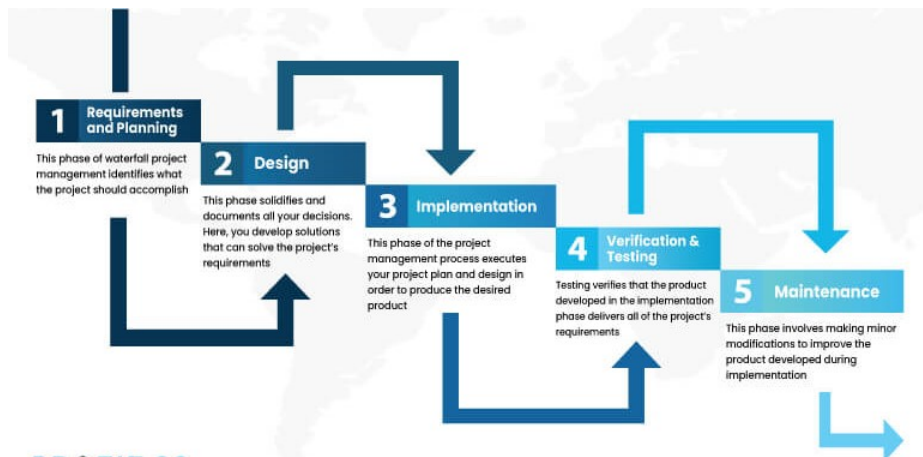 1
Requirements
and Planning
This phase of waterfall project
management identifies what
the project should accomplish
2
Design
This phase solidifies and
documents all your decisions.
Here, you develop solutions
that can solve the project's
requirements
3
Implementation
This phase of the project
management process executes
your project plan and design in
order to produce the desired
product
4
Verification &
Testing
Testing verifies that the product
developed in the implementation
phase delivers all of the project's
requirements
5
Maintenance
This phase involves making minor
modifications to improve the
product developed during
implementation